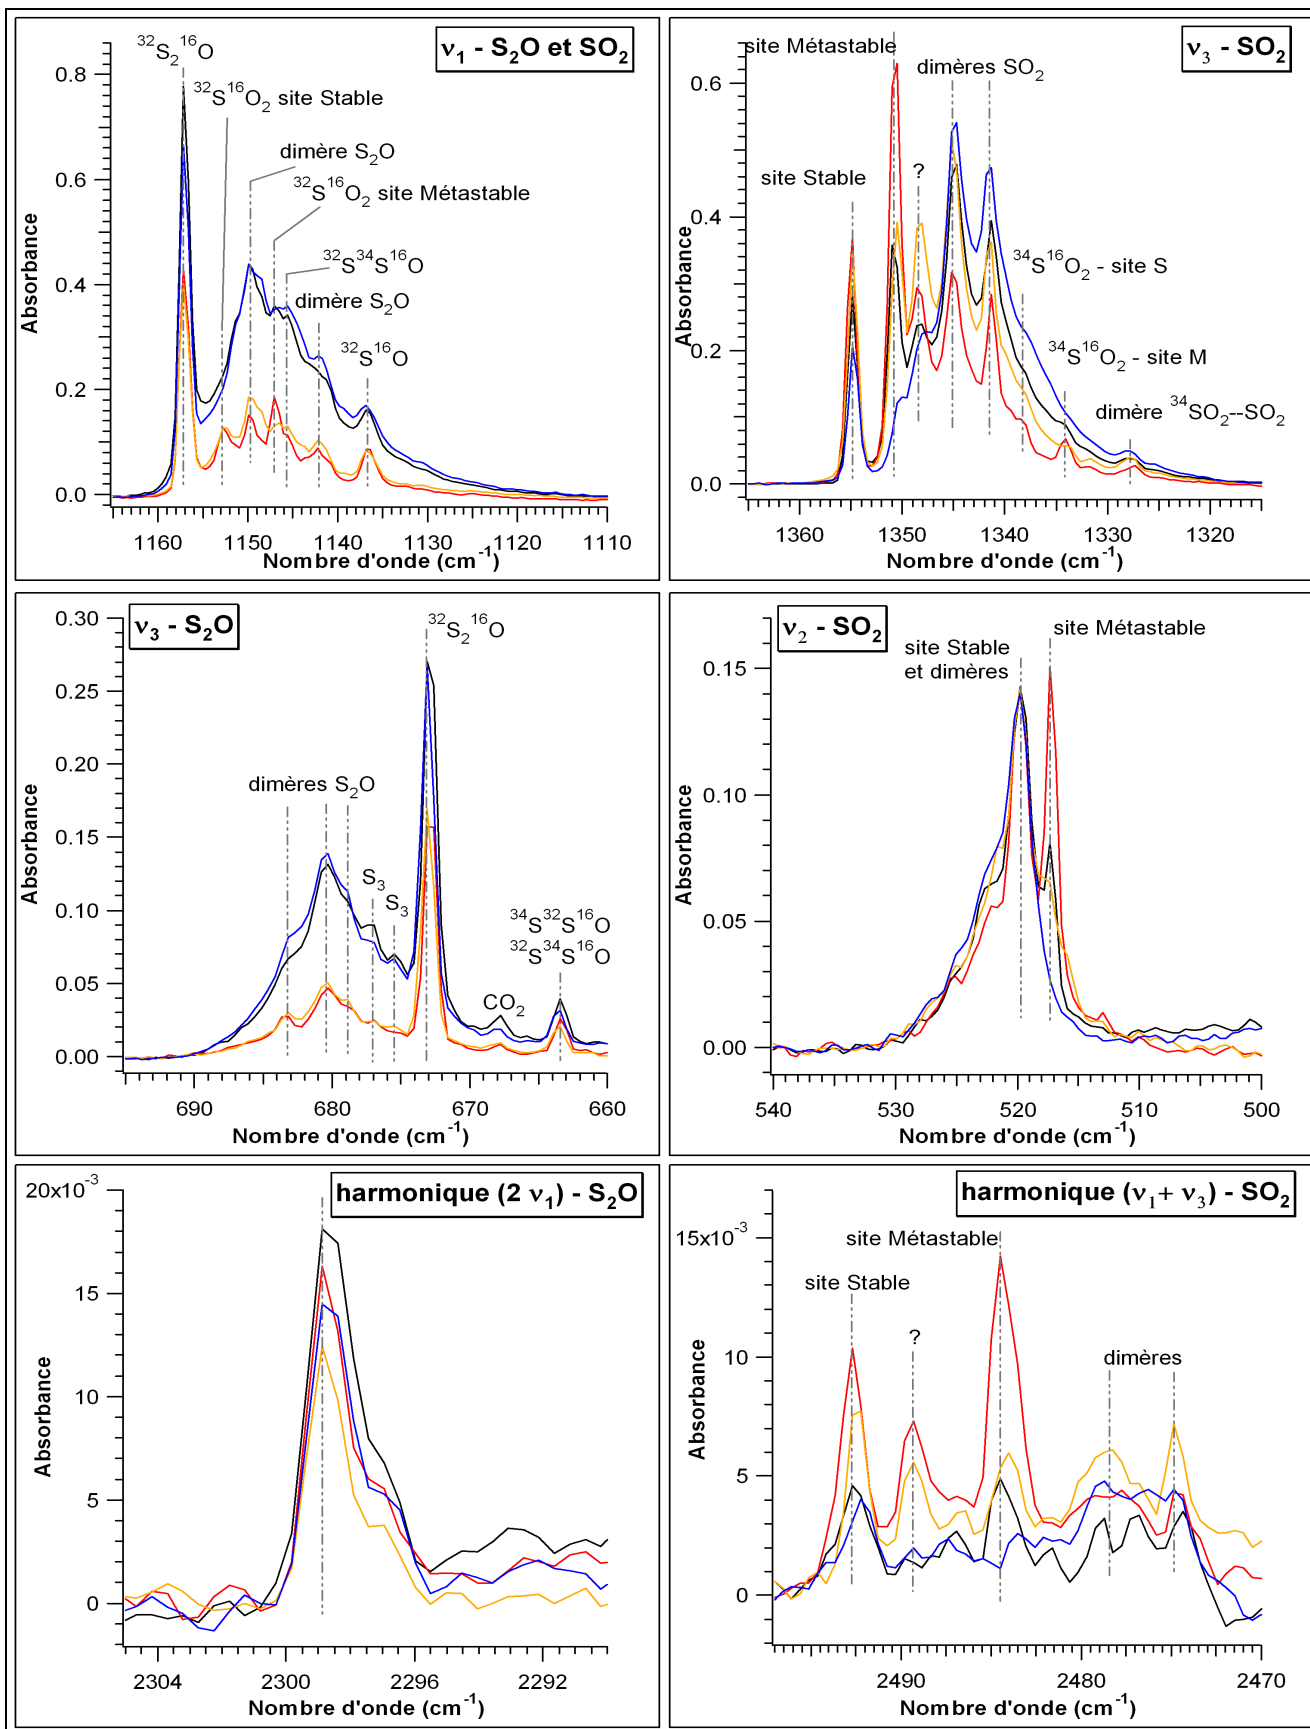 ν₁ - S₂O et SO₂
³²S₂¹⁶O
³²S¹⁶O₂ site Stable
dimère S₂O
³²S¹⁶O₂ site Métastable
³²S³⁴S¹⁶O
dimère S₂O
³²S¹⁶O
Absorbance
0.8
0.6
0.4
0.2
0.0
1160 1150 1140 1130 1120 1110
Nombre d'onde (cm⁻¹)
ν₃ - SO₂
site Métastable
dimères SO₂
site Stable
?
³⁴S¹⁶O₂ - site S
³⁴S¹⁶O₂ - site M
dimère ³⁴SO₂--SO₂
Absorbance
0.6
0.4
0.2
0.0
1360 1350 1340 1330 1320
Nombre d'onde (cm⁻¹)
ν₃ - S₂O
³²S₂¹⁶O
dimères S₂O
S₃
S₃
³⁴S³²S¹⁶O
³²S³⁴S¹⁶O
CO₂
Absorbance
0.30
0.25
0.20
0.15
0.10
0.05
0.00
690 680 670 660
Nombre d'onde (cm⁻¹)
ν₂ - SO₂
site Métastable
site Stable
et dimères
Absorbance
0.15
0.10
0.05
0.00
540 530 520 510 500
Nombre d'onde (cm⁻¹)
harmonique (2 ν₁) - S₂O
Absorbance
20x10⁻³
15
10
5
0
2304 2300 2296 2292
Nombre d'onde (cm⁻¹)
harmonique (ν₁+ ν₃) - SO₂
site Métastable
site Stable
?
dimères
Absorbance
15x10⁻³
10
5
0
2490 2480 2470
Nombre d'onde (cm⁻¹)